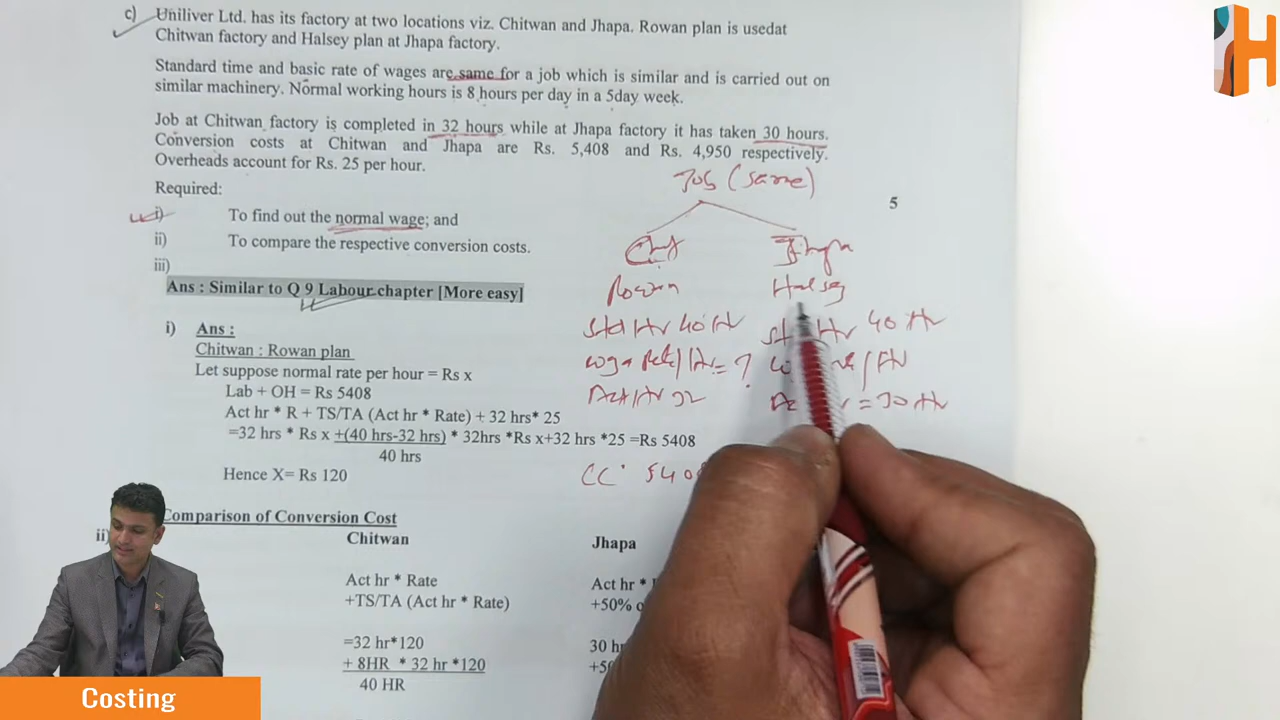 c) Uniliver Ltd. has its factory at two locations viz. Chitwan and Jhapa. Rowan plan is usedat
Chitwan factory and Halsey plan at Jhapa factory.
Standard time and basic rate of wages are same for a job which is similar and is carried out on
similar machinery. Normal working hours is 8 hours per day in a 5day week.
Job at Chitwan factory is completed in 32 hours while at Jhapa factory it has taken 30 hours.
Conversion costs at Chitwan and Jhapa are Rs. 5,408 and Rs. 4,950 respectively.
Overheads account for Rs. 25 per hour.
Job (same)
Required:
5
i) To find out the normal wage; and
ii) To compare the respective conversion costs.
iii)
Jhapa
Rowan Halsey
Ans : Similar to Q 9 Labour chapter [More easy]
Std Hr 40 Hr Hr 40 Hr
i) Ans :
Chitwan : Rowan plan
Let suppose normal rate per hour = Rs x
Rate/Hr = ?
Lab + OH = Rs 5408
Act Hr 32 = 30 Hr
Act hr * R + TS/TA (Act hr * Rate) + 32 hrs* 25
=32 hrs * Rs x +(40 hrs-32 hrs) * 32hrs *Rs x+32 hrs *25 =Rs 5408
40 hrs
Hence X= Rs 120
CC 5408
ii) Comparison of Conversion Cost
Chitwan Jhapa
Act hr * Rate Act hr *
+TS/TA (Act hr * Rate) +50% o
=32 hr*120 30 h
+ 8HR * 32 hr *120
40 HR
Costing
H